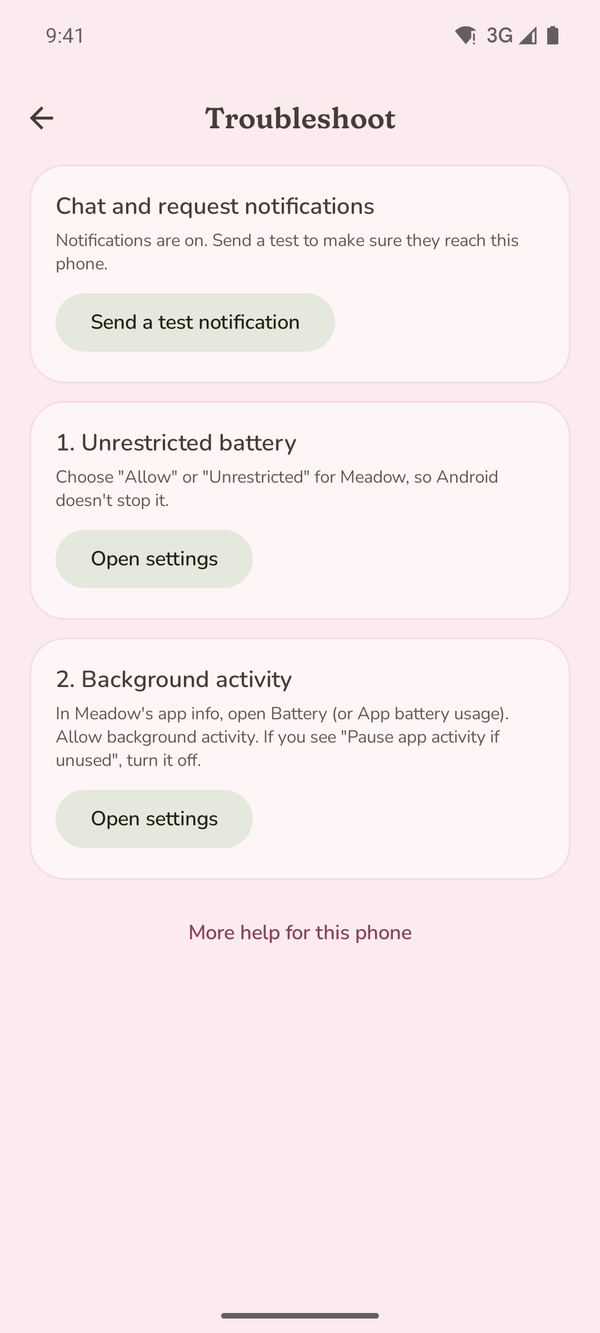 9:41
3G
Troubleshoot
Chat and request notifications
Notifications are on. Send a test to make sure they reach this
phone.
Send a test notification
1. Unrestricted battery
Choose "Allow" or "Unrestricted" for Meadow, so Android
doesn't stop it.
Open settings
2. Background activity
In Meadow's app info, open Battery (or App battery usage).
Allow background activity. If you see "Pause app activity if
unused", turn it off.
Open settings
More help for this phone